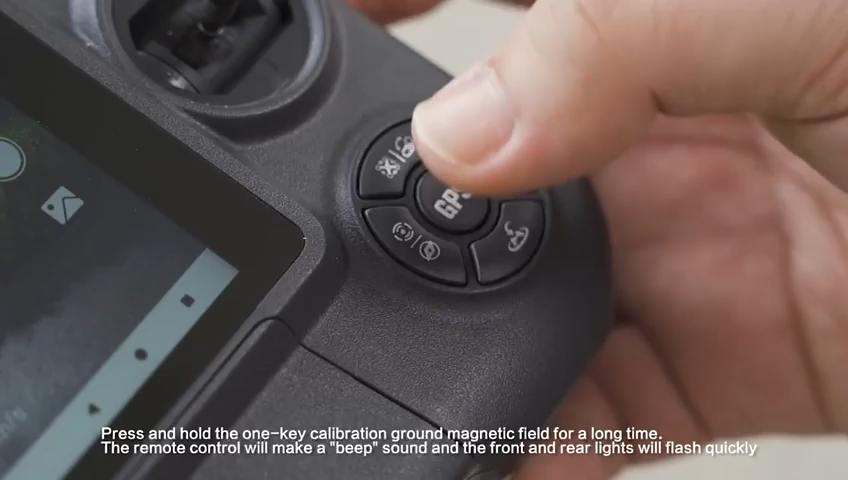 GPS
Press and hold the one-key calibration ground magnetic field for a long time.
The remote control will make a "beep" sound and the front and rear lights will flash quickly